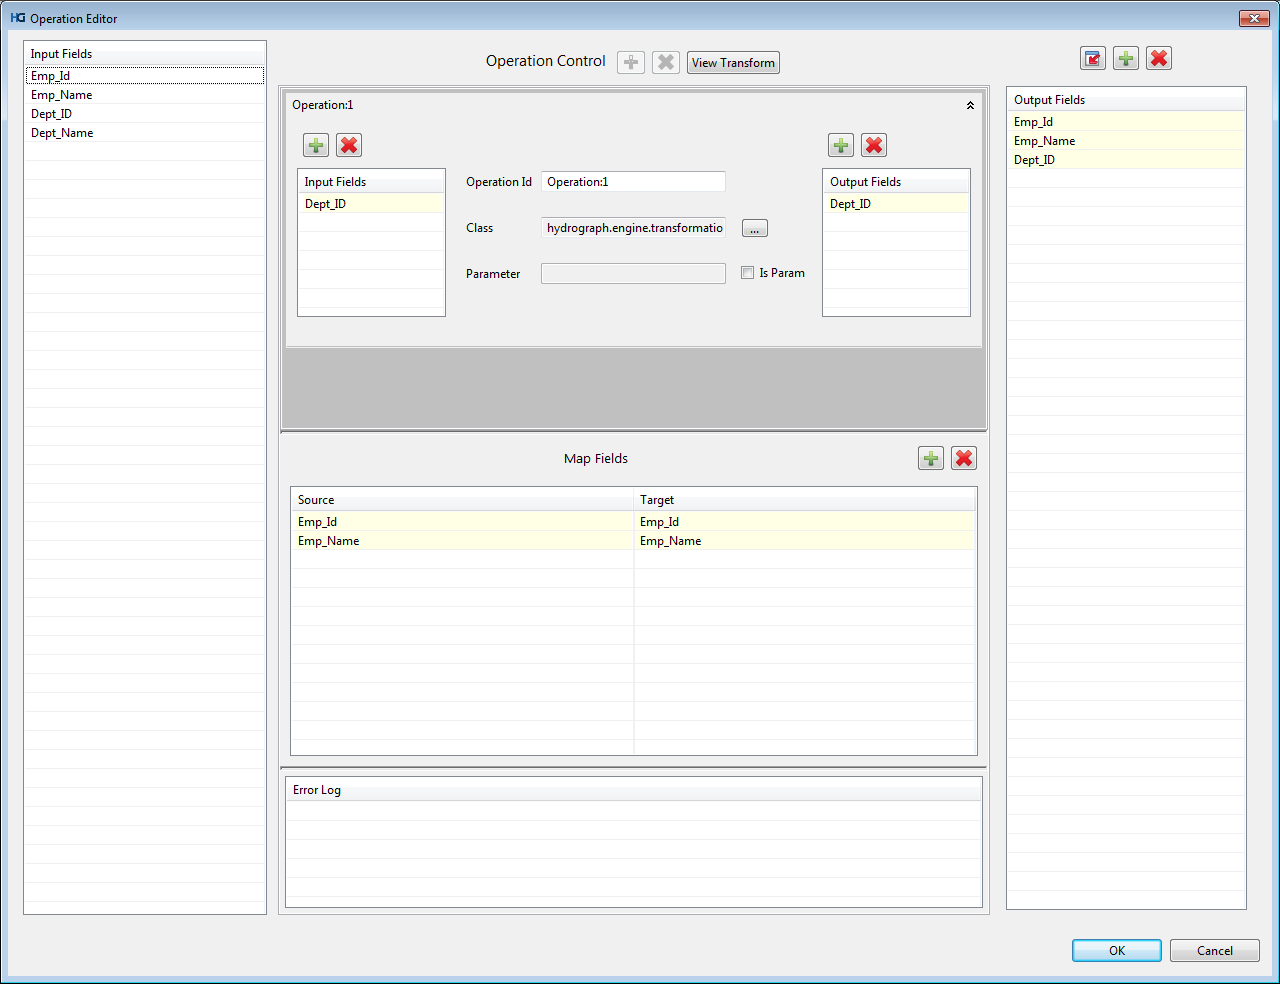 HG Operation Editor
Input Fields
Emp_Id
Emp_Name
Dept_ID
Dept_Name
Operation Control
View Transform
Operation:1
Input Fields
Dept_ID
Operation Id
Operation:1
Class
hydrograph.engine.transformatio
...
Parameter
Is Param
Output Fields
Dept_ID
Map Fields
Source Target
Emp_Id Emp_Id
Emp_Name Emp_Name
Error Log
Output Fields
Emp_Id
Emp_Name
Dept_ID
OK
Cancel